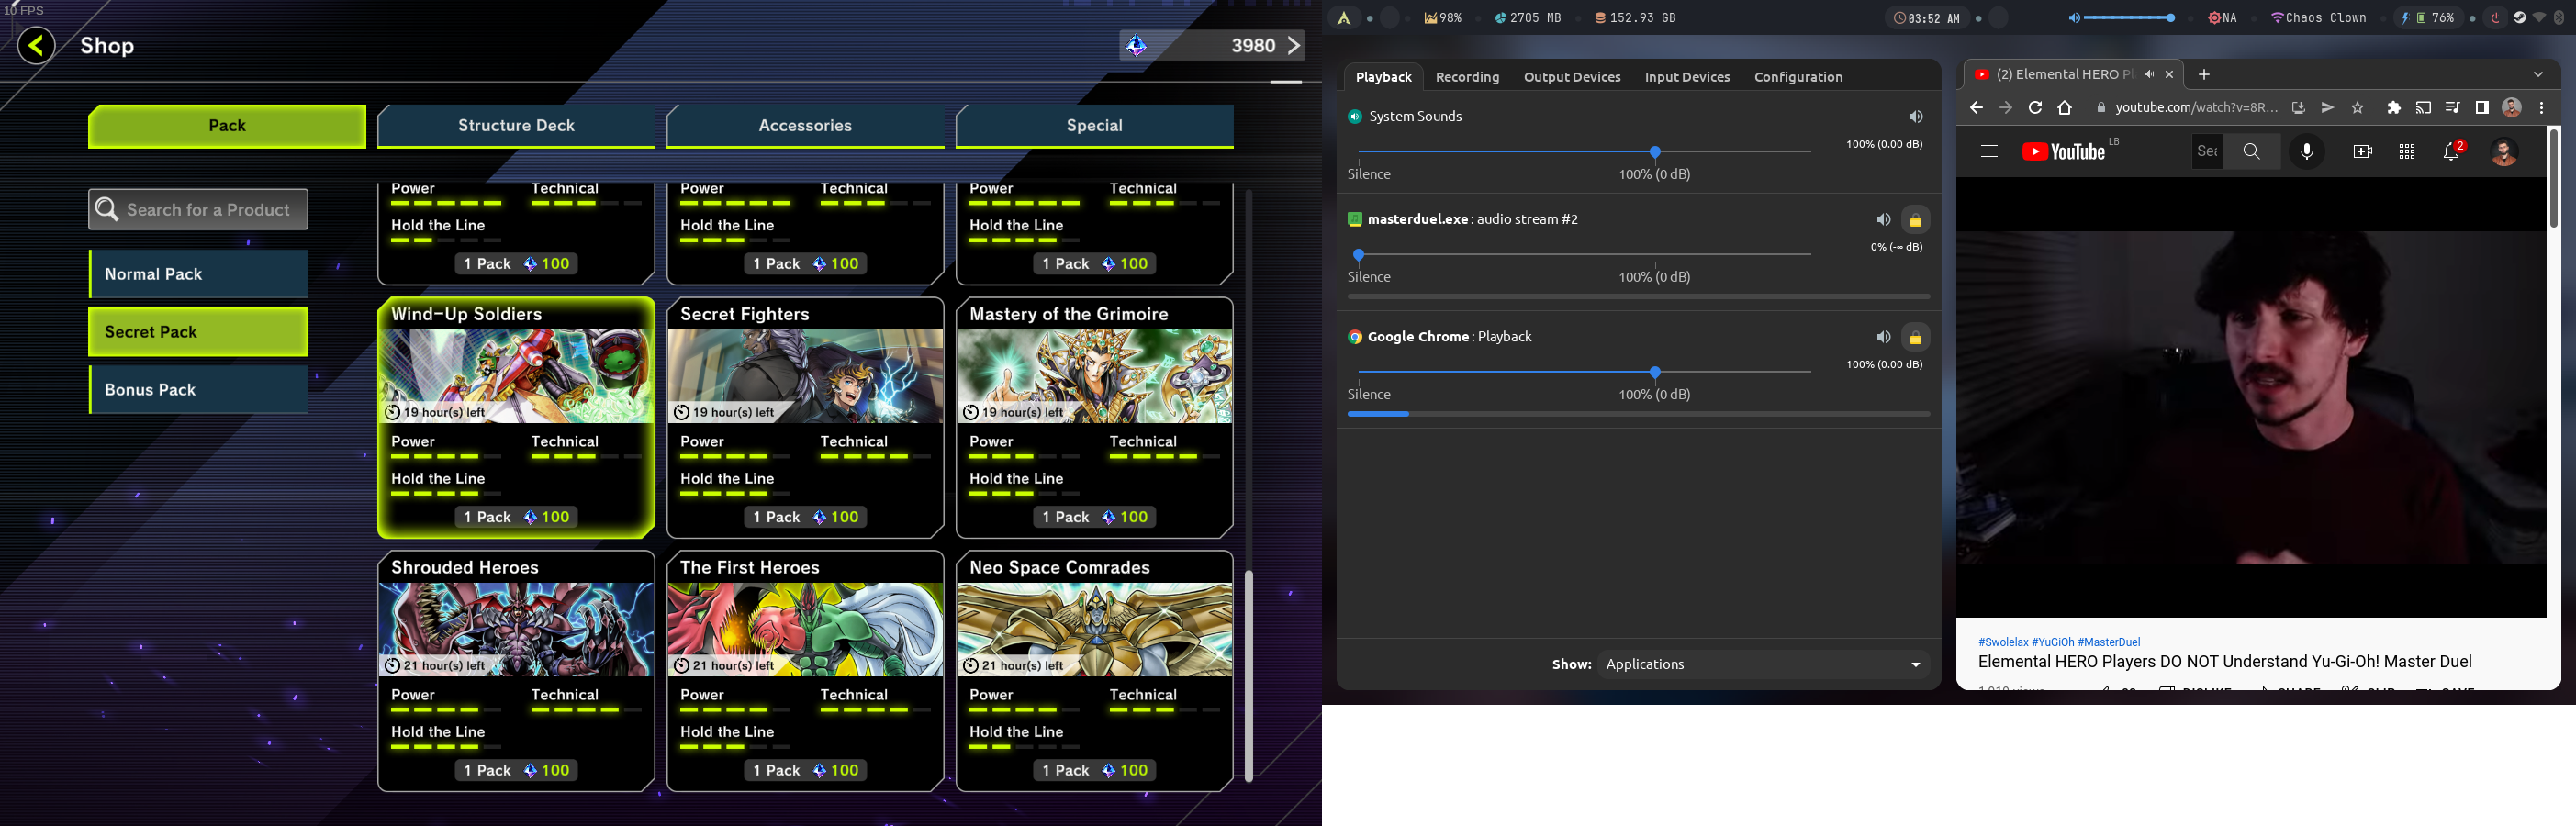 10 FPS
Shop
3980
Pack
Structure Deck
Accessories
Special
Search for a Product
Normal Pack
Secret Pack
Bonus Pack
Power Technical
Hold the Line
1 Pack 100
Power Technical
Hold the Line
1 Pack 100
Power Technical
Hold the Line
1 Pack 100
Wind-Up Soldiers
19 hour(s) left
Power Technical
Hold the Line
1 Pack 100
Secret Fighters
19 hour(s) left
Power Technical
Hold the Line
1 Pack 100
Mastery of the Grimoire
19 hour(s) left
Power Technical
Hold the Line
1 Pack 100
Shrouded Heroes
21 hour(s) left
Power Technical
Hold the Line
1 Pack 100
The First Heroes
21 hour(s) left
Power Technical
Hold the Line
1 Pack 100
Neo Space Comrades
21 hour(s) left
Power Technical
Hold the Line
1 Pack 100
98% 2705 MB 152.93 GB 03:52 AM NA Chaos Clown 76%
Playback Recording Output Devices Input Devices Configuration
System Sounds
100% (0.00 dB)
Silence 100% (0 dB)
masterduel.exe: audio stream #2
0% (-∞ dB)
Silence 100% (0 dB)
Google Chrome: Playback
100% (0.00 dB)
Silence 100% (0 dB)
Show: Applications
(2) Elemental HERO Pl
youtube.com/watch?v=8R...
YouTube LB
Sea
2
#Swolelax #YuGiOh #MasterDuel
Elemental HERO Players DO NOT Understand Yu-Gi-Oh! Master Duel
DISLIKE SHARE CLIP SAVE